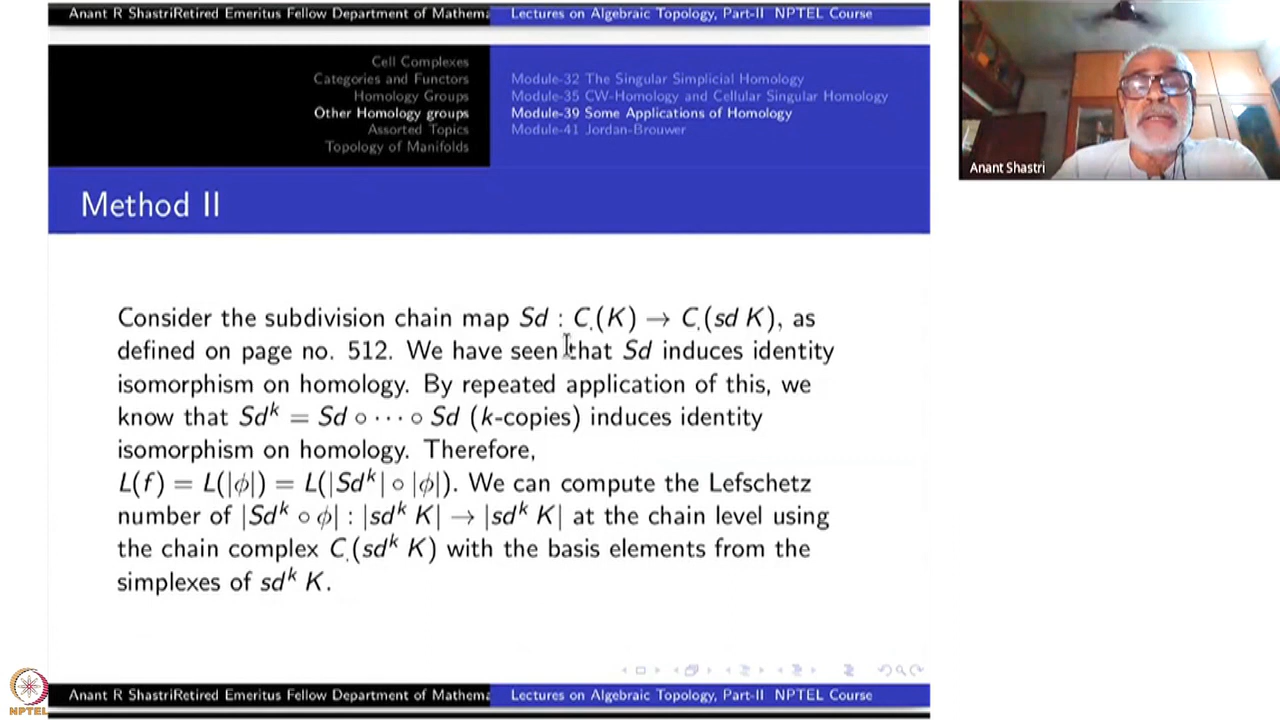 Anant R ShastriRetired Emeritus Fellow Department of Mathema
Lectures on Algebraic Topology, Part-II NPTEL Course
Cell Complexes
Categories and Functors
Homology Groups
Other Homology groups
Assorted Topics
Topology of Manifolds
Module-32 The Singular Simplicial Homology
Module-35 CW-Homology and Cellular Singular Homology
Module-39 Some Applications of Homology
Module-41 Jordan-Brouwer
Anant Shastri
Method II
Consider the subdivision chain map Sd : C.(K) → C.(sd K), as
defined on page no. 512. We have seen that Sd induces identity
isomorphism on homology. By repeated application of this, we
know that Sd^k = Sd ∘ ⋯ ∘ Sd (k-copies) induces identity
isomorphism on homology. Therefore,
L(f) = L(|ϕ|) = L(|Sd^k| ∘ |ϕ|). We can compute the Lefschetz
number of |Sd^k ∘ ϕ| : |sd^k K| → |sd^k K| at the chain level using
the chain complex C.(sd^k K) with the basis elements from the
simplexes of sd^k K.
NPTEL
Anant R ShastriRetired Emeritus Fellow Department of Mathema
Lectures on Algebraic Topology, Part-II NPTEL Course